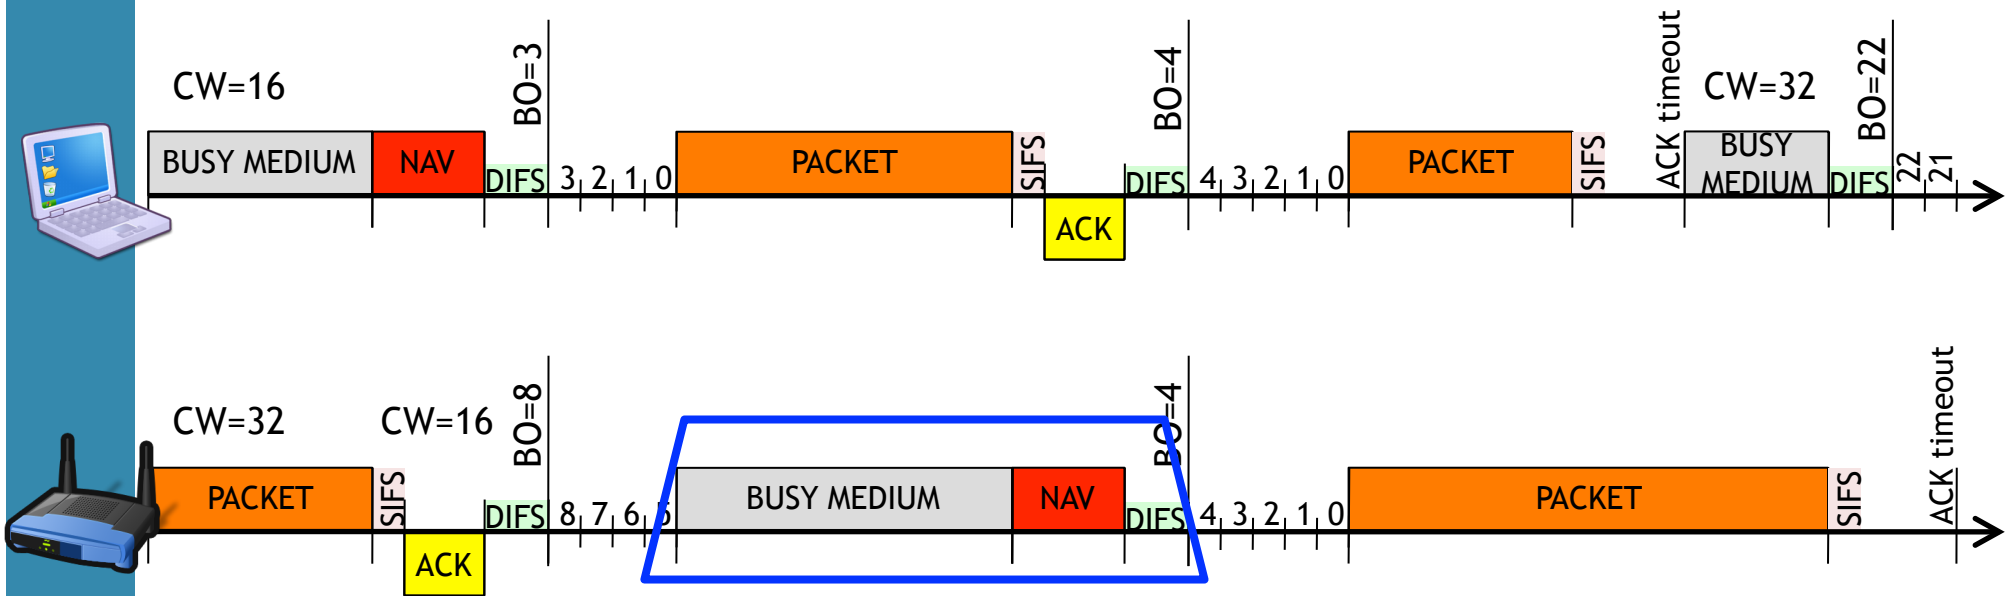 CW=16
BO=3
BO=4
ACK timeout
CW=32
BO=22
BUSY MEDIUM
NAV
DIFS
3 2 1 0
PACKET
SIFS
ACK
DIFS
4 3 2 1 0
PACKET
SIFS
BUSY
MEDIUM
DIFS
22
21
CW=32
CW=16
BO=8
BO=4
ACK timeout
PACKET
SIFS
ACK
DIFS
8 7 6 5
BUSY MEDIUM
NAV
DIFS
4 3 2 1 0
PACKET
SIFS